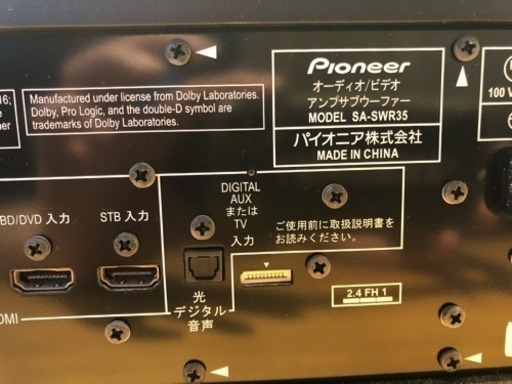 Pioneer
オーディオ/ビデオ
アンプサブウーファー
MODEL SA-SWR35
パイオニア株式会社
MADE IN CHINA
16;
Manufactured under license from Dolby Laboratories.
Dolby, Pro Logic, and the double-D symbol are
trademarks of Dolby Laboratories.
100 V
BD/DVD 入力
STB 入力
DIGITAL
AUX
または
TV
入力
ご使用前に取扱説明書を
お読みください。
光
デジタル
音声
2.4 FH 1